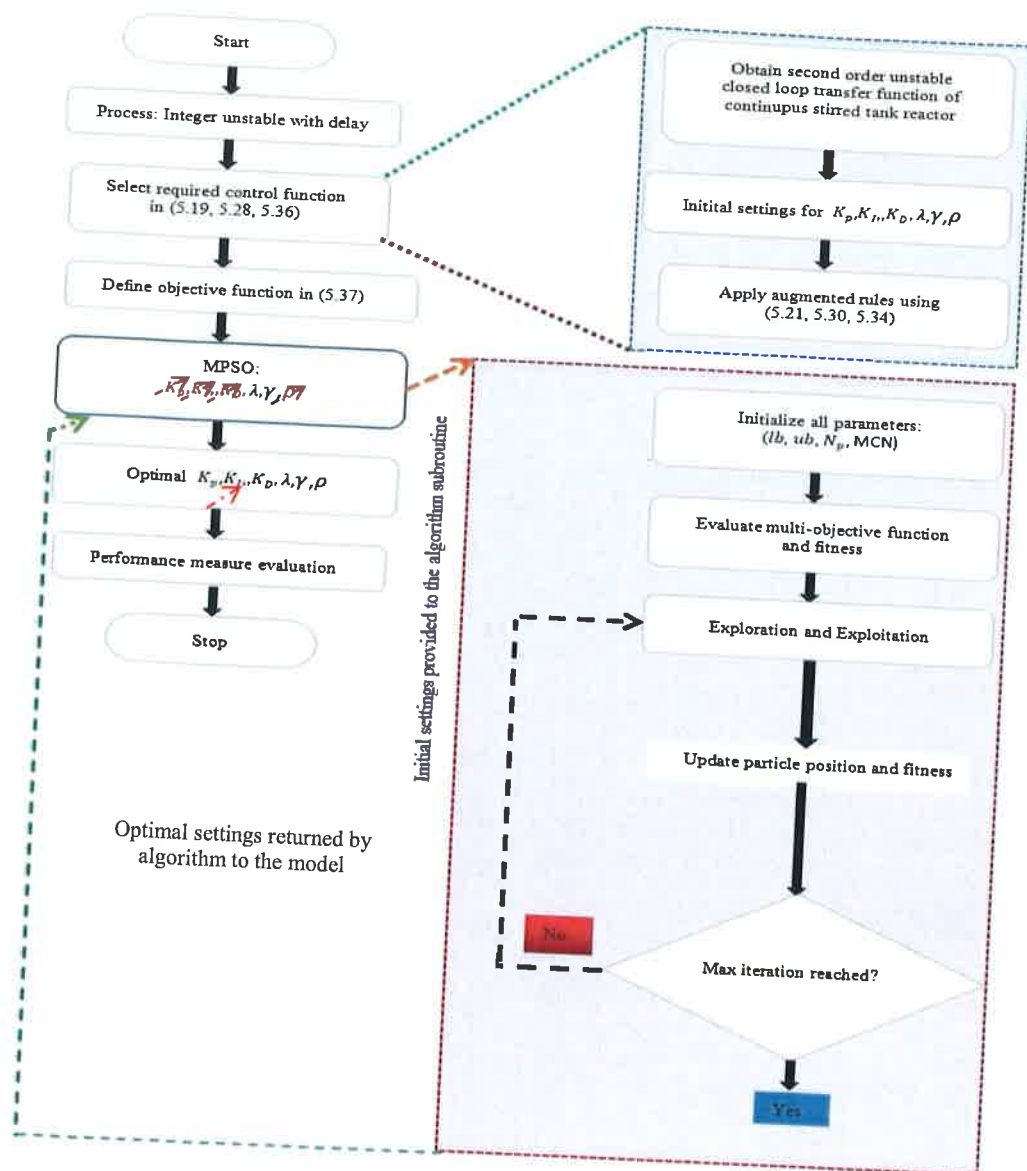 Start
Process: Integer unstable with delay
Select required control function
in (5.19, 5.28, 5.36)
Define objective function in (5.37)
MPSO:
λ,γ,
Optimal K_p,K_I,,K_D,λ,γ,ρ
Performance measure evaluation
Stop
Optimal settings returned by
algorithm to the model
Obtain second order unstable
closed loop transfer function of
continupus stirred tank reactor
Initital settings for K_p,K_I,,K_D,λ,γ,ρ
Apply augmented rules using
(5.21, 5.30, 5.34)
Initial settings provided to the algorithm subroutine
Initialize all parameters:
(lb, ub, N_p, MCN)
Evaluate multi-objective function
and fitness
Exploration and Exploitation
Update particle position and fitness
Max iteration reached?
No
Yes